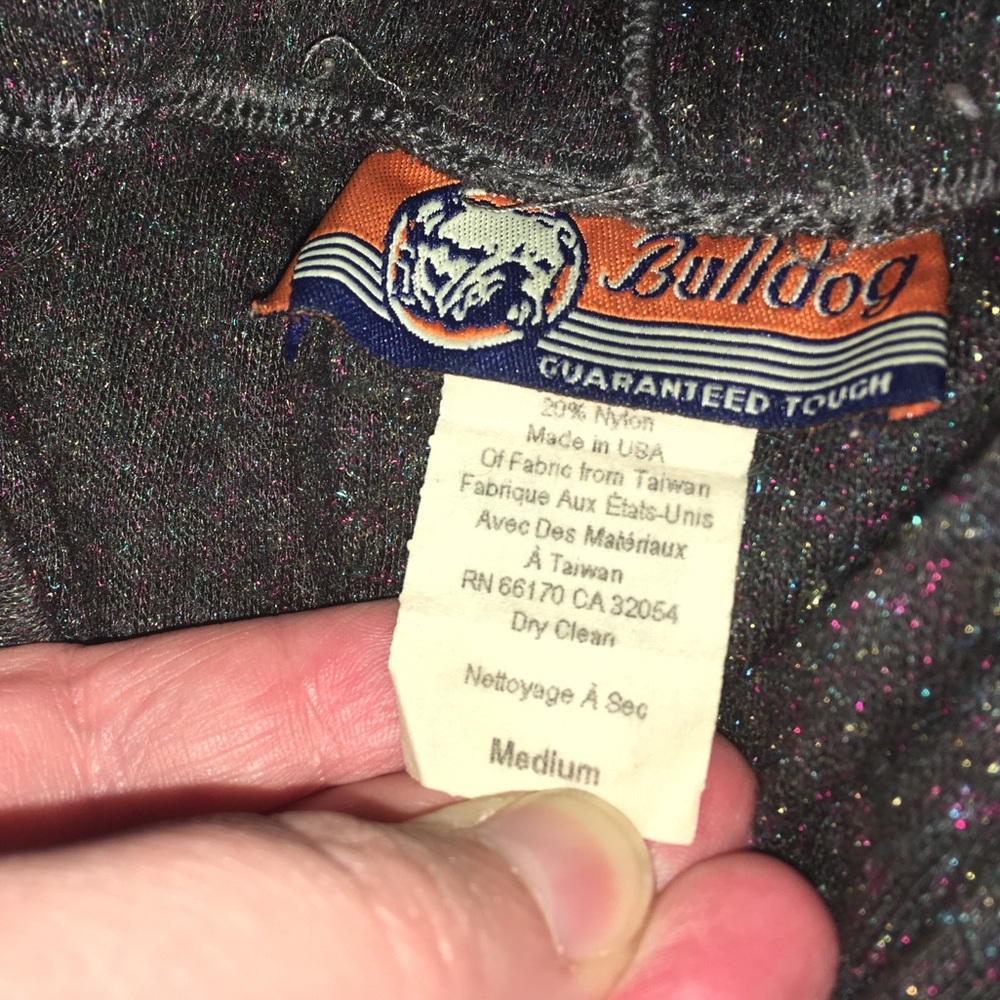 Bulldog
GUARANTEED TOUGH
20% Nylon
Made in USA
Of Fabric from Taiwan
Fabrique Aux États-Unis
Avec Des Matériaux
À Taiwan
RN 66170 CA 32054
Dry Clean
Nettoyage À Sec
Medium